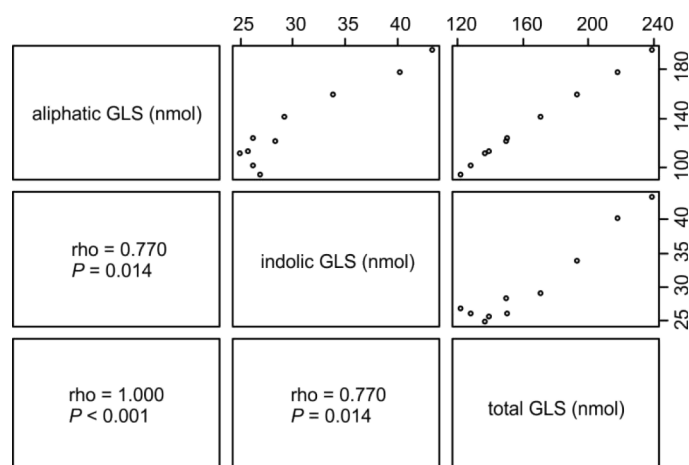 25 30 35 40 120 160 200 240
aliphatic GLS (nmol)
180
140
100
rho = 0.770
P = 0.014
indolic GLS (nmol)
40
35
30
25
rho = 1.000
P < 0.001
rho = 0.770
P = 0.014
total GLS (nmol)